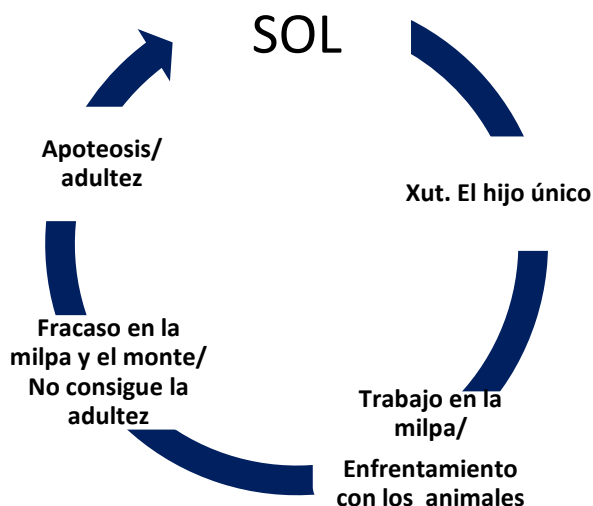 SOL
Xut. El hijo único
Trabajo en la
milpa/
Enfrentamiento
con los animales
Fracaso en la
milpa y el monte/
No consigue la
adultez
Apoteosis/
adultez